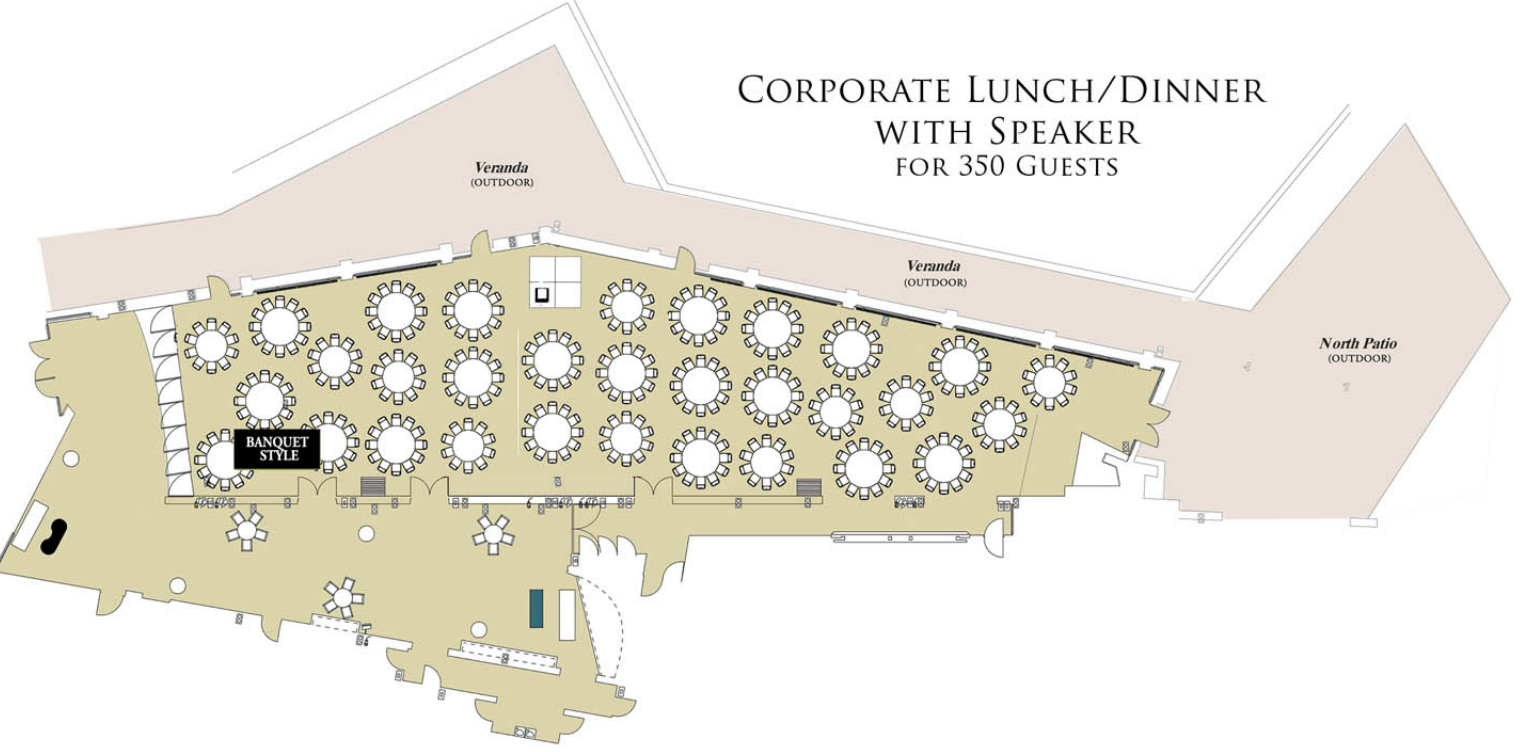 CORPORATE LUNCH/DINNER
WITH SPEAKER
FOR 350 GUESTS
Veranda
(OUTDOOR)
Veranda
(OUTDOOR)
North Patio
(OUTDOOR)
BANQUET
STYLE